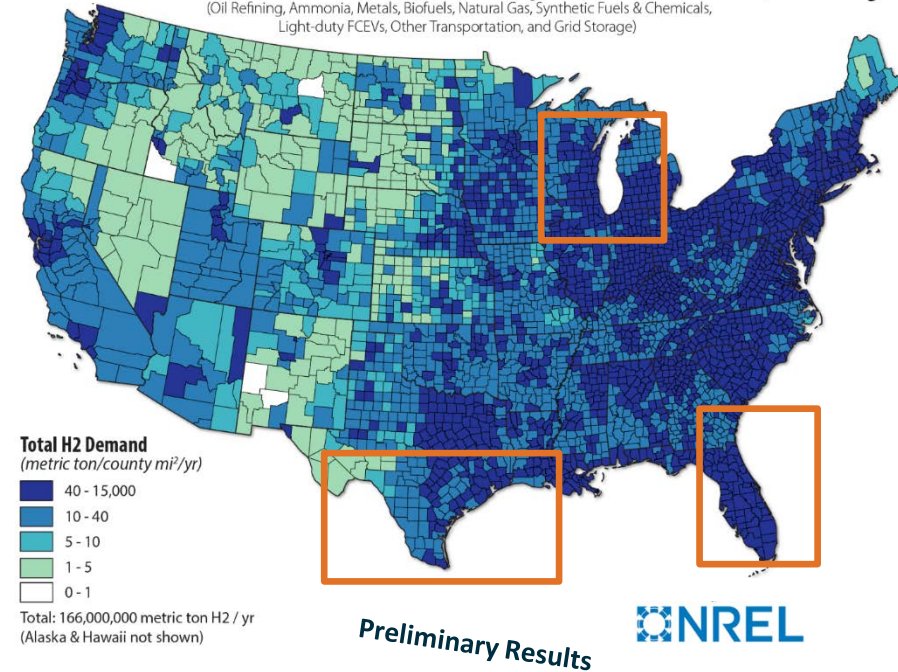 (Oil Refining, Ammonia, Metals, Biofuels, Natural Gas, Synthetic Fuels & Chemicals,
Light-duty FCEVs, Other Transportation, and Grid Storage)
Total H2 Demand
(metric ton/county mi²/yr)
40 - 15,000
10 - 40
5 - 10
1 - 5
0 - 1
Total: 166,000,000 metric ton H2 / yr
(Alaska & Hawaii not shown)
Preliminary Results
NREL